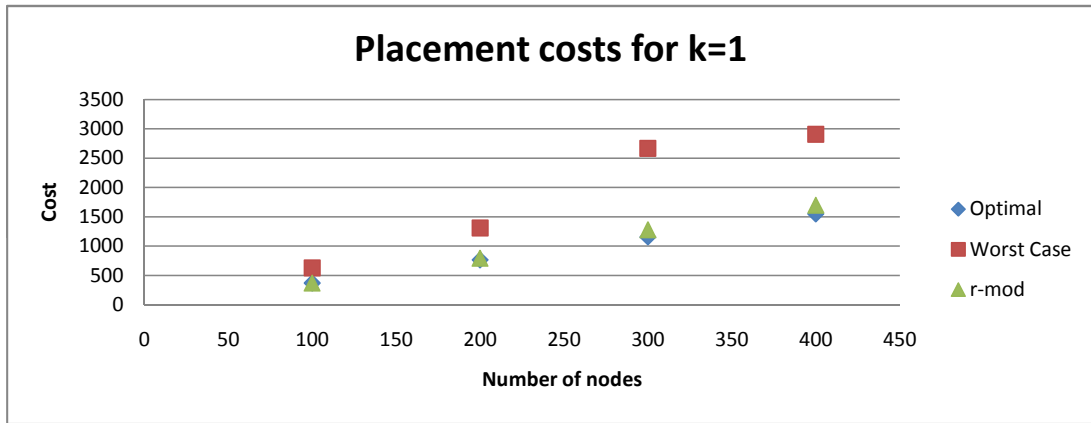 Placement costs for k=1
3500
3000
2500
2000
1500
1000
500
0
Cost
0 50 100 150 200 250 300 350 400 450
Number of nodes
Optimal
Worst Case
r-mod